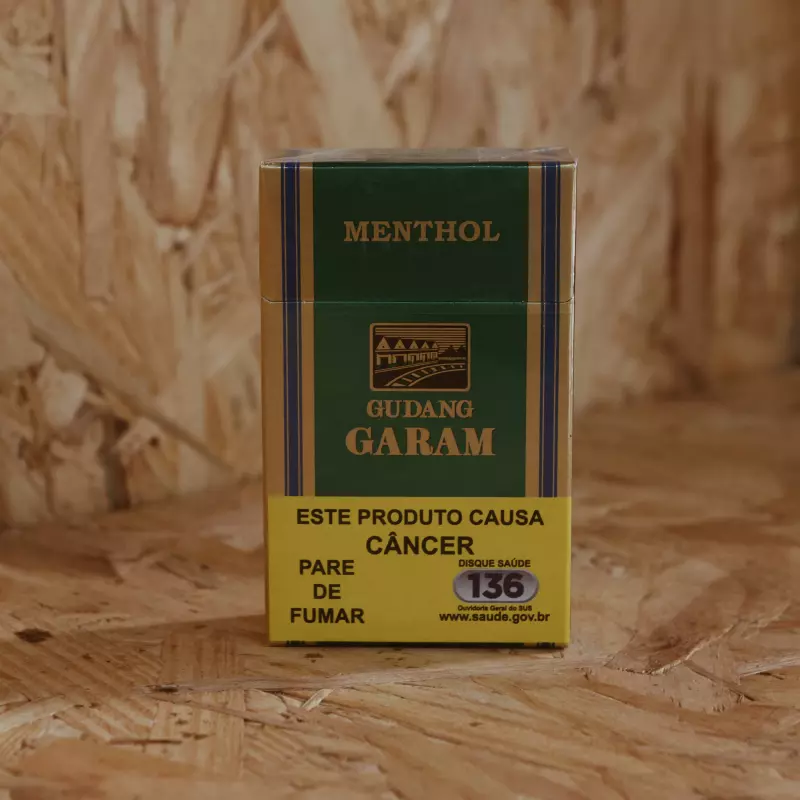 MENTHOL
GUDANG
GARAM
ESTE PRODUTO CAUSA
CÂNCER
PARE
DE
FUMAR
DISQUE SAÚDE
136
Ouvidoria Geral do SUS
www.saude.gov.br